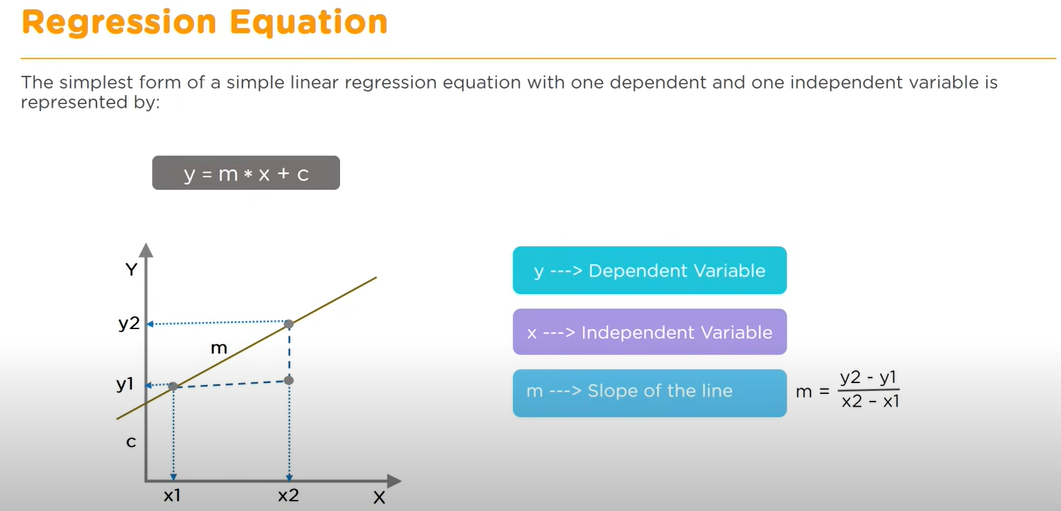 Regression Equation
The simplest form of a simple linear regression equation with one dependent and one independent variable is
represented by:
y = m * x + c
Y
y2
m
y1
c
x1
x2
X
y ---> Dependent Variable
x ---> Independent Variable
m ---> Slope of the line
m = y2 - y1
x2 - x1